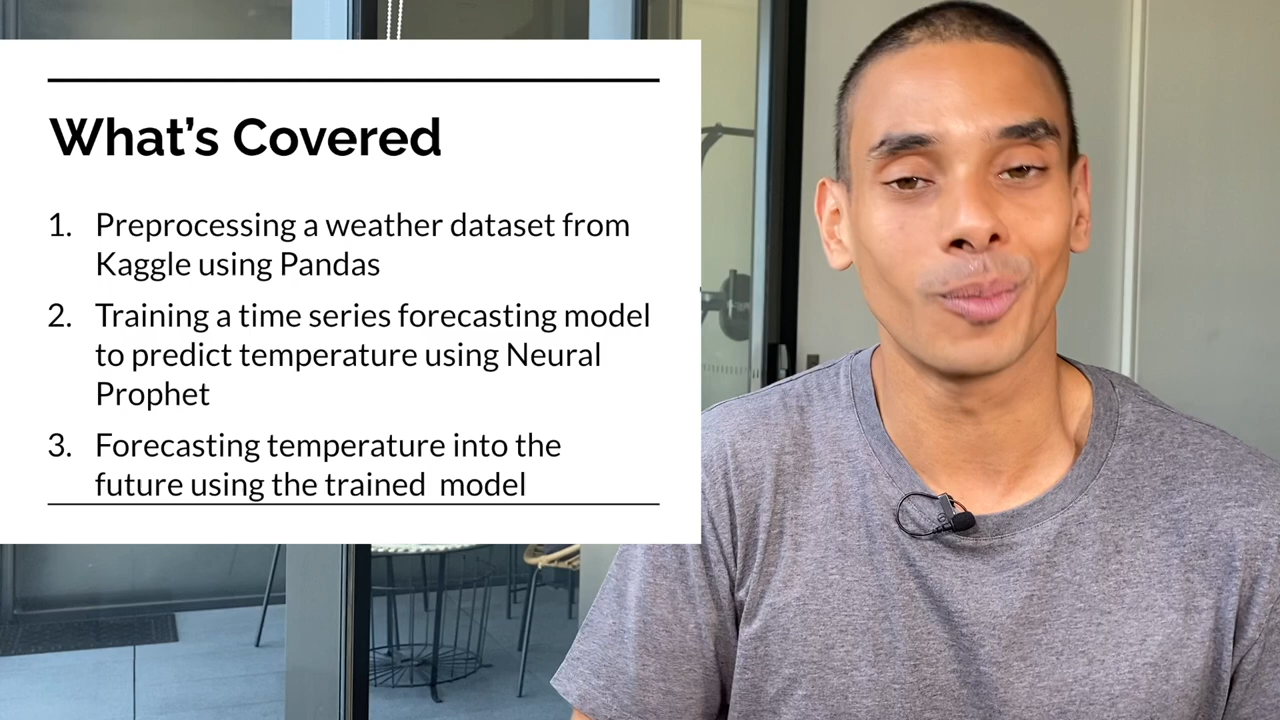 What’s Covered
1. Preprocessing a weather dataset from
Kaggle using Pandas
2. Training a time series forecasting model
to predict temperature using Neural
Prophet
3. Forecasting temperature into the
future using the trained  model